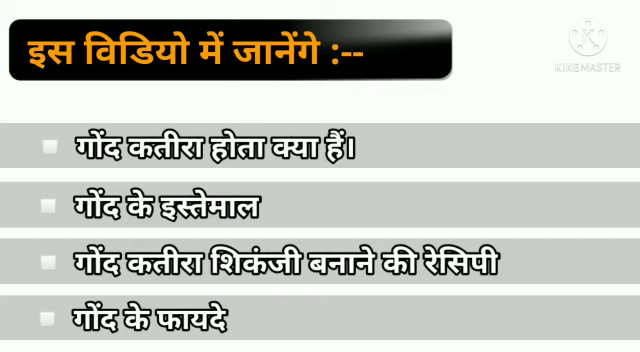 इस विडियो में जानेंगे :--
KINEMASTER
गोंद कतीरा होता क्या हैं।
गोंद के इस्तेमाल
गोंद कतीरा शिकंजी बनाने की रेसिपी
गोंद के फायदे